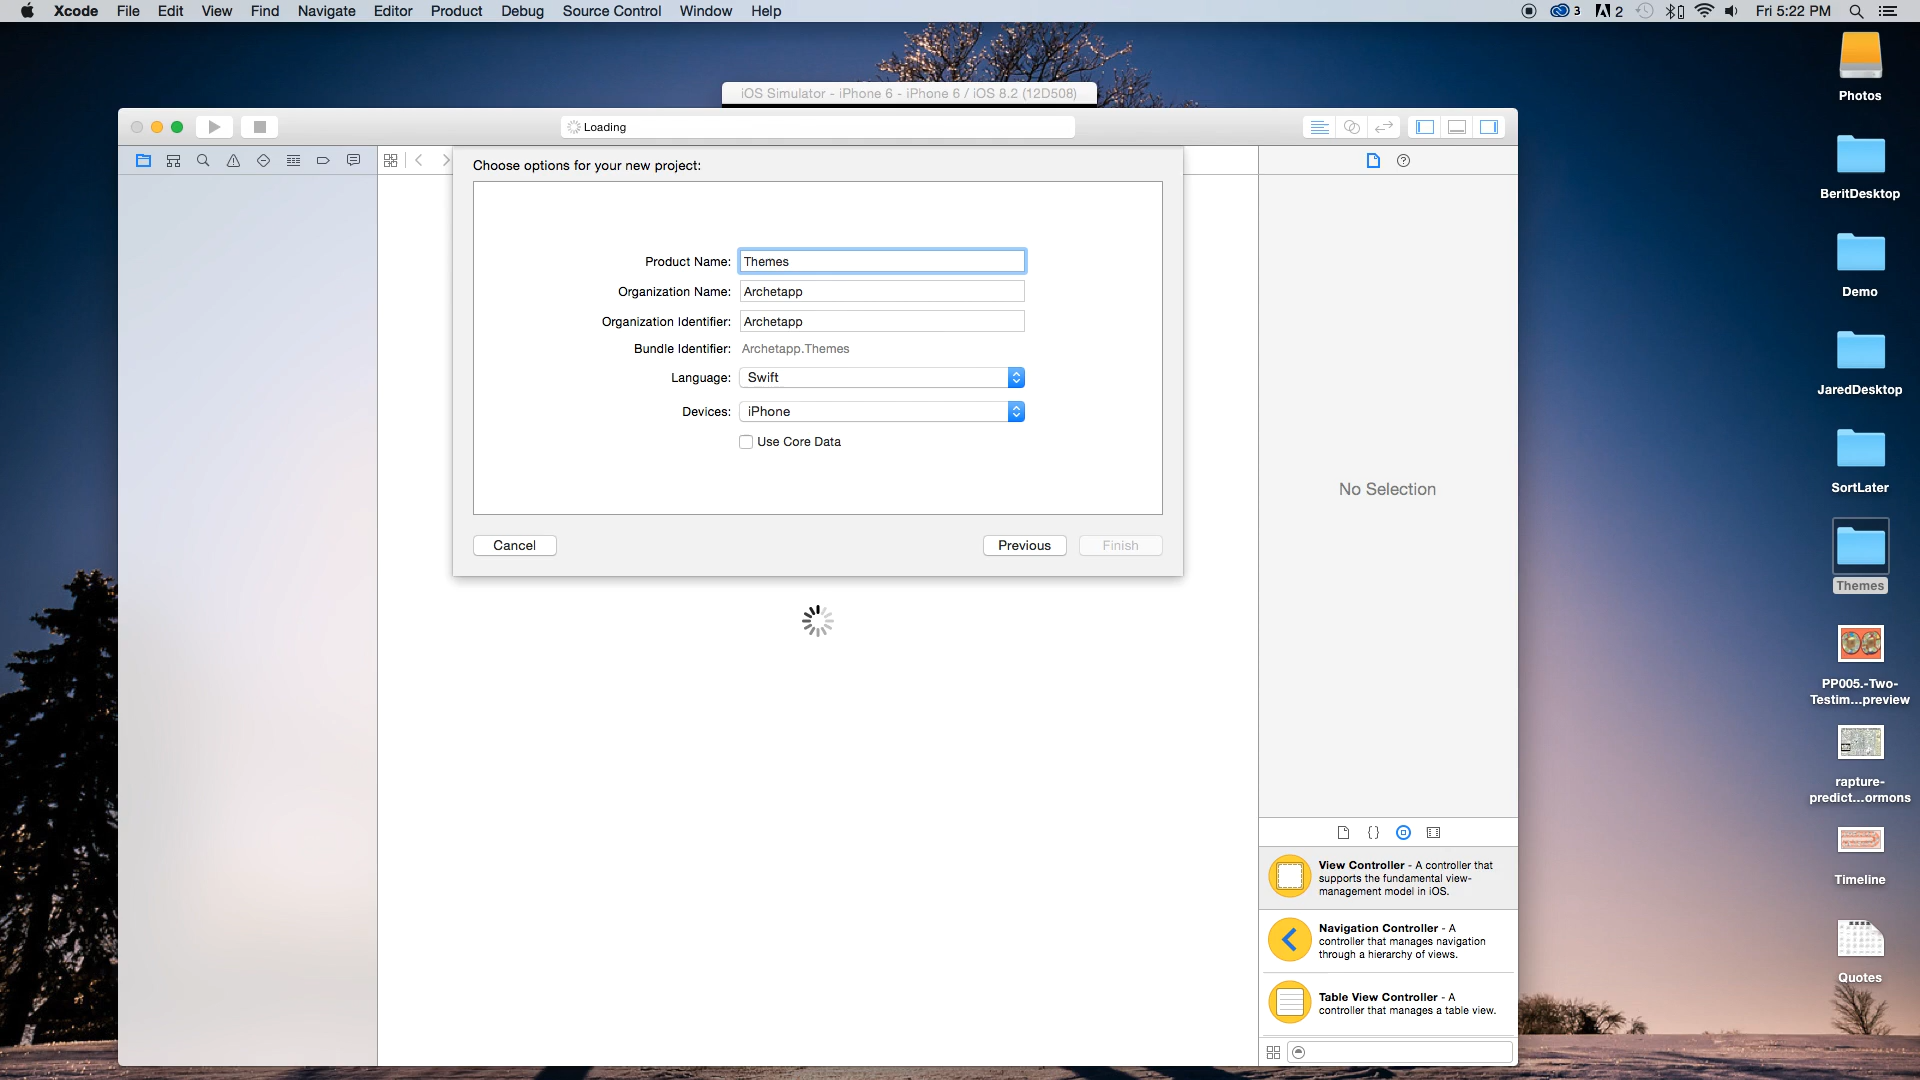 Xcode File Edit View Find Navigate Editor Product Debug Source Control Window Help
3 2 Fri 5:22 PM
iOS Simulator - iPhone 6 - iPhone 6 / iOS 8.2 (12D508)
Loading
Choose options for your new project:
Product Name: Themes
Organization Name: Archetapp
Organization Identifier: Archetapp
Bundle Identifier: Archetapp.Themes
Language: Swift
Devices: iPhone
Use Core Data
Cancel Previous Finish
No Selection
View Controller - A controller that
supports the fundamental view-
management model in iOS.
Navigation Controller - A
controller that manages navigation
through a hierarchy of views.
Table View Controller - A
controller that manages a table view.
Photos
BeritDesktop
Demo
JaredDesktop
SortLater
Themes
PP005.-Two-
Testim...preview
rapture-
predict...ormons
Timeline
Quotes